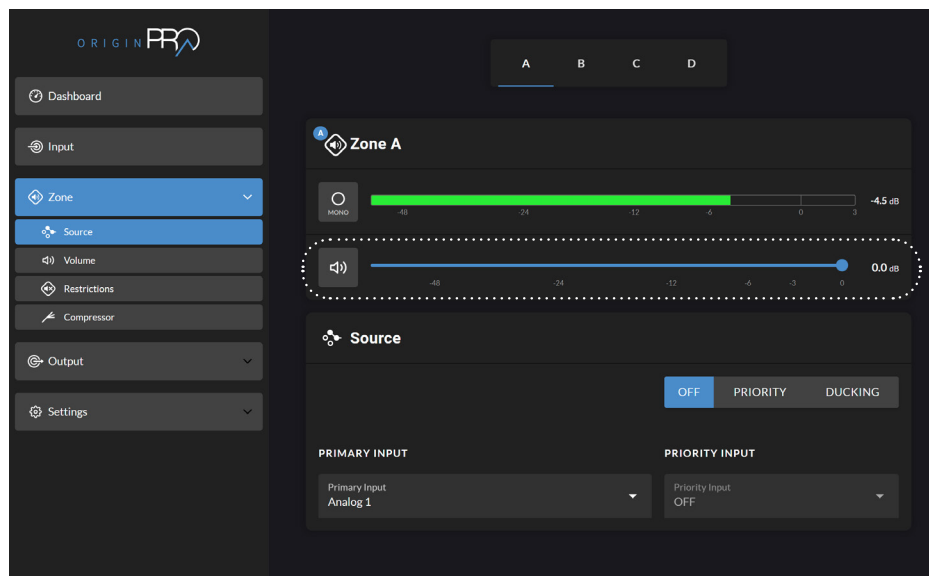 ORIGIN PRO
Dashboard
Input
Zone
Source
Volume
Restrictions
Compressor
Output
Settings
A B C D
A Zone A
MONO
-48 -24 -12 -6 0 3
-4.5 dB
0.0 dB
-48 -24 -12 -6 -3 0
Source
OFF PRIORITY DUCKING
PRIMARY INPUT
Primary Input
Analog 1
PRIORITY INPUT
Priority Input
OFF